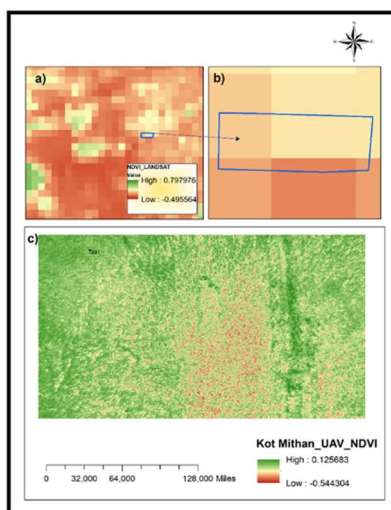 a)
b)
NDVI_LANDSAT
Value
High : 0.797976
Low : -0.495564
c)
Kot Mithan_UAV_NDVI
High : 0.125683
Low : -0.544304
0 32,000 64,000 128,000 Miles